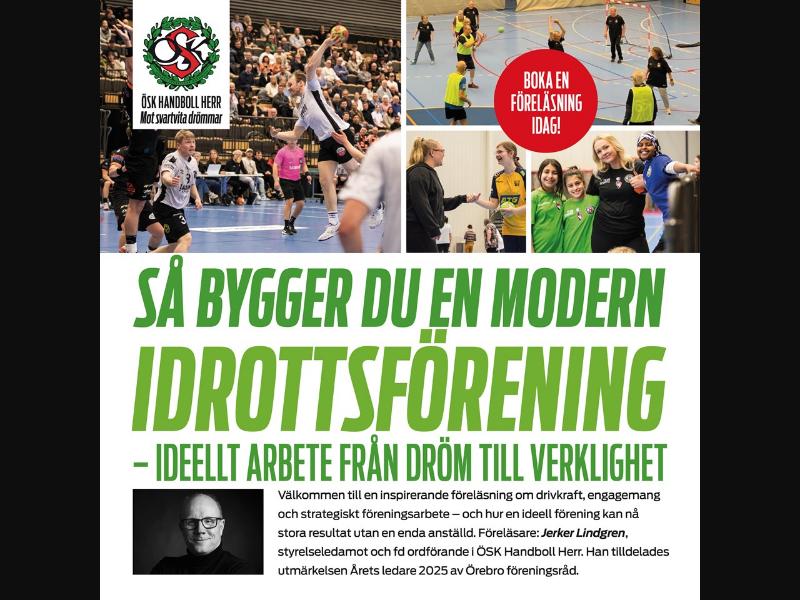 ÖSK
ÖSK HANDBOLL HERR
Mot svartvita drömmar
BOKA EN
FÖRELÄSNING
IDAG!
SÅ BYGGER DU EN MODERN
IDROTTSFÖRENING
– IDEELLT ARBETE FRÅN DRÖM TILL VERKLIGHET
Välkommen till en inspirerande föreläsning om drivkraft, engagemang
och strategiskt föreningsarbete – och hur en ideell förening kan nå
stora resultat utan en enda anställd. Föreläsare: Jerker Lindgren,
styrelseledamot och fd ordförande i ÖSK Handboll Herr. Han tilldelades
utmärkelsen Årets ledare 2025 av Örebro föreningsråd.